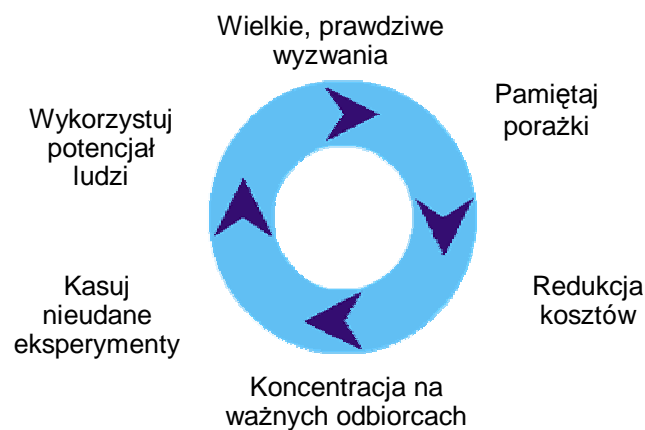 Wielkie, prawdziwe
wyzwania
Pamiętaj
porażki
Redukcja
kosztów
Koncentracja na
ważnych odbiorcach
Kasuj
nieudane
eksperymenty
Wykorzystuj
potencjał
ludzi